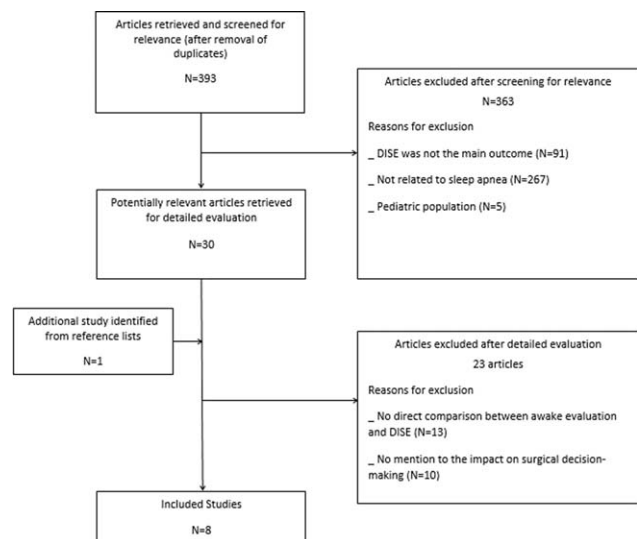 Articles retrieved and screened for
relevance (after removal of
duplicates)
N=393
Articles excluded after screening for relevance
N=363
Reasons for exclusion
_ DISE was not the main outcome (N=91)
_ Not related to sleep apnea (N=267)
_ Pediatric population (N=5)
Potentially relevant articles retrieved
for detailed evaluation
N=30
Additional study identified
from reference lists
N=1
Articles excluded after detailed evaluation
23 articles
Reasons for exclusion
_ No direct comparison between awake evaluation
and DISE (N=13)
_ No mention to the impact on surgical decision-
making (N=10)
Included Studies
N=8